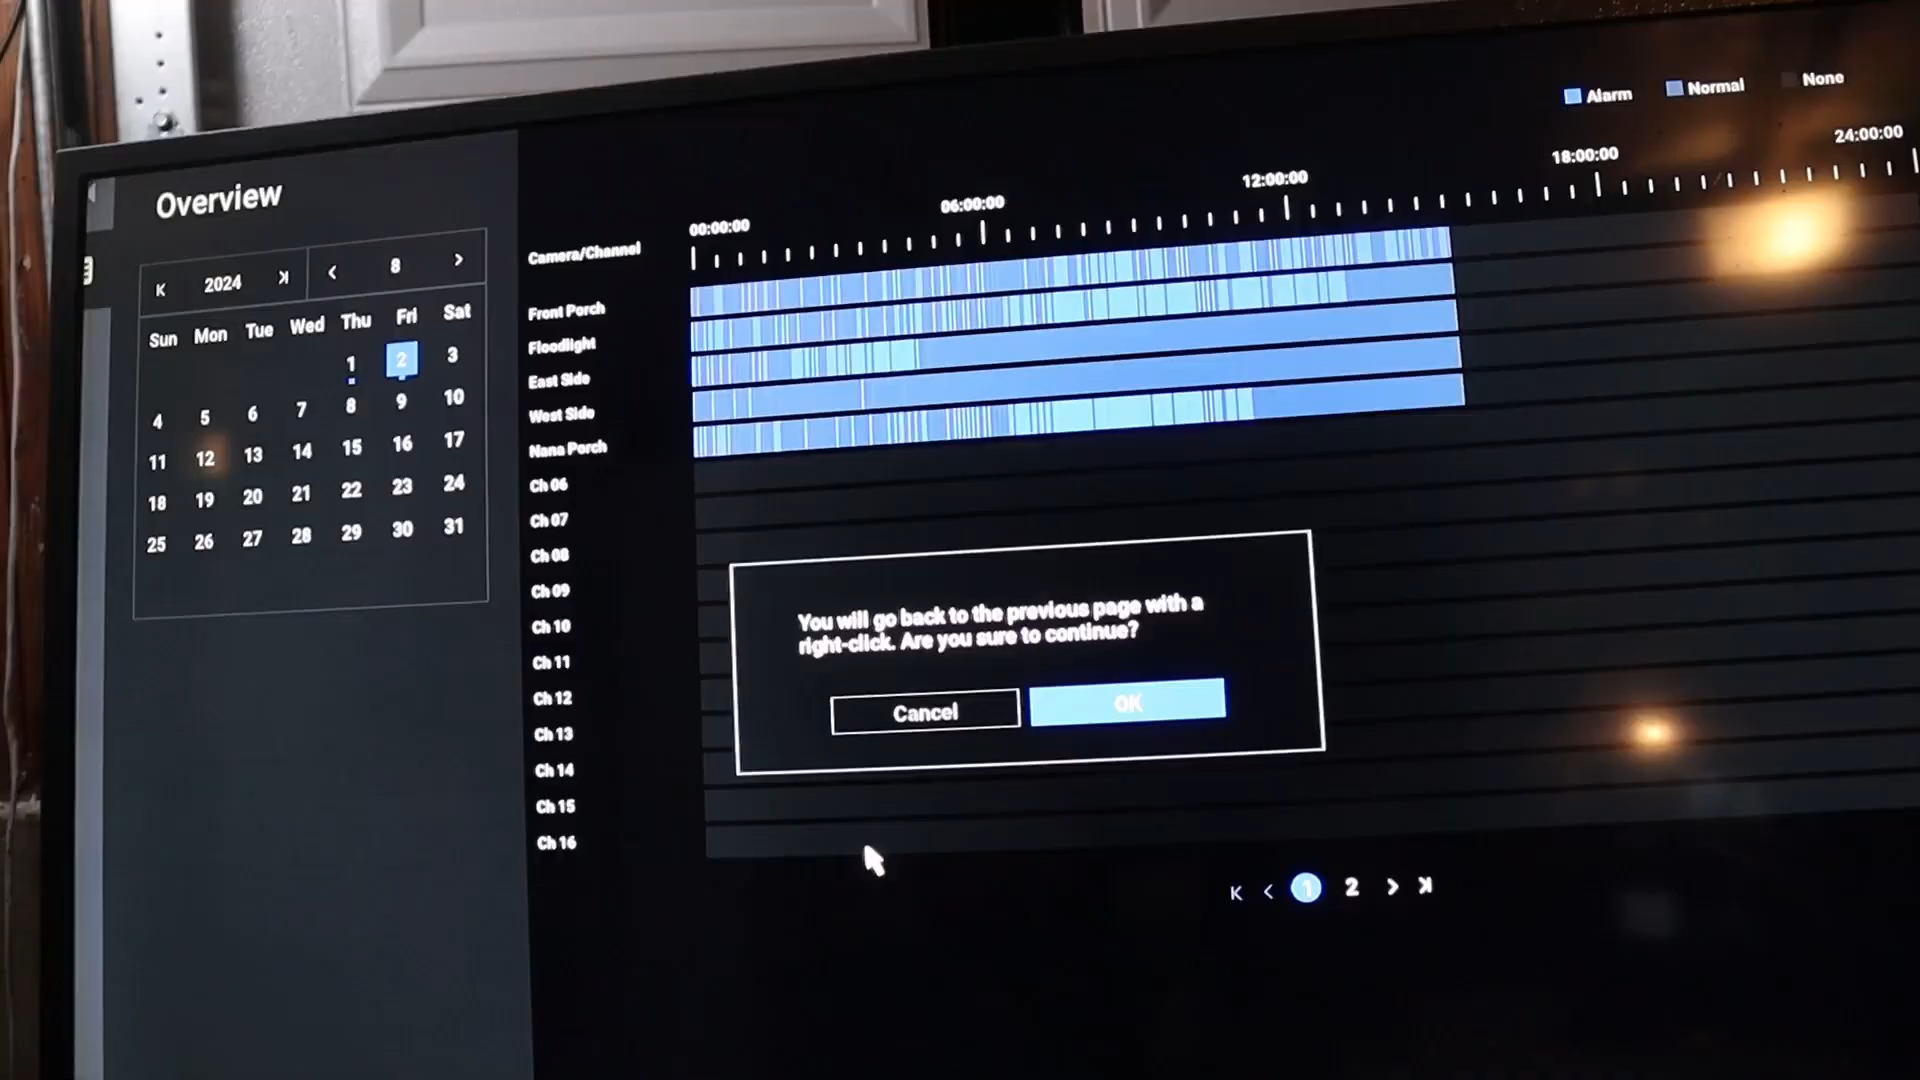 Overview
2024 8
Sun Mon Tue Wed Thu Fri Sat
1 2 3
4 5 6 7 8 9 10
11 12 13 14 15 16 17
18 19 20 21 22 23 24
25 26 27 28 29 30 31
Alarm Normal None
00:00:00 06:00:00 12:00:00 18:00:00 24:00:00
Camera/Channel
Front Porch
Floodlight
East Side
West Side
Nana Porch
Ch 06
Ch 07
Ch 08
Ch 09
Ch 10
Ch 11
Ch 12
Ch 13
Ch 14
Ch 15
Ch 16
You will go back to the previous page with a
right-click. Are you sure to continue?
Cancel OK
1 2